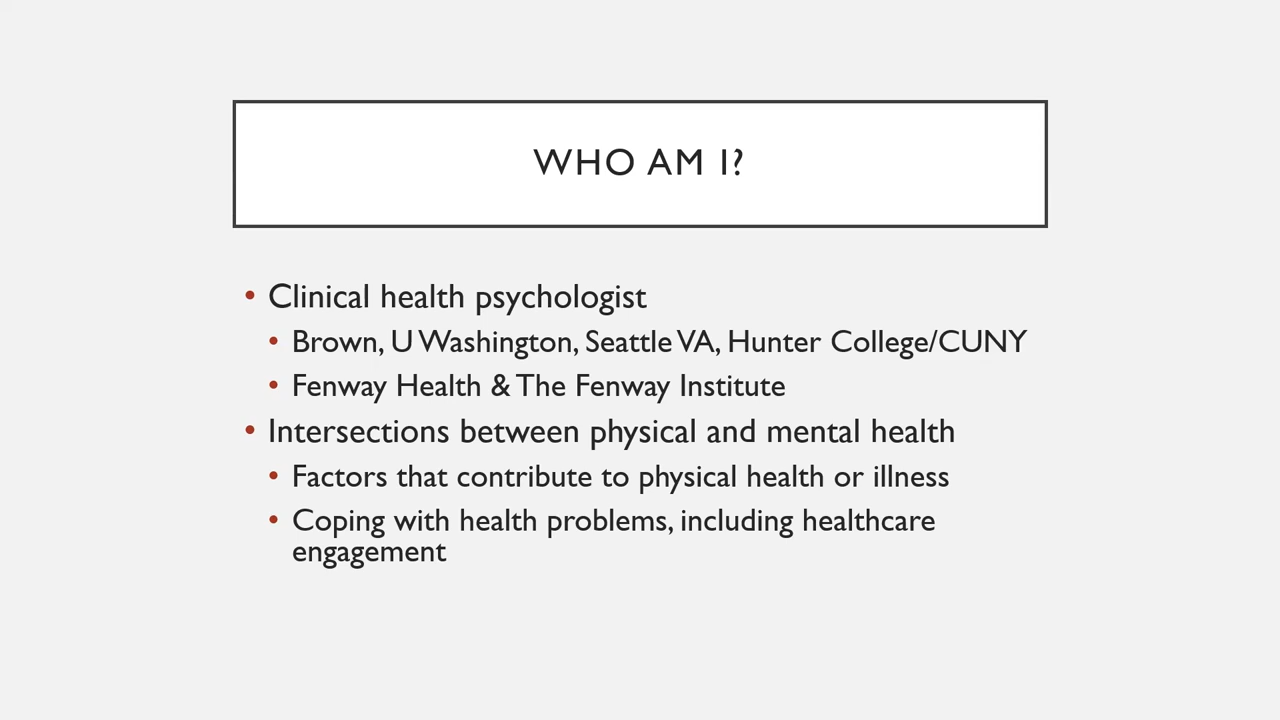 WHO AM I?
• Clinical health psychologist
• Brown, U Washington, Seattle VA, Hunter College/CUNY
• Fenway Health & The Fenway Institute
• Intersections between physical and mental health
• Factors that contribute to physical health or illness
• Coping with health problems, including healthcare
engagement